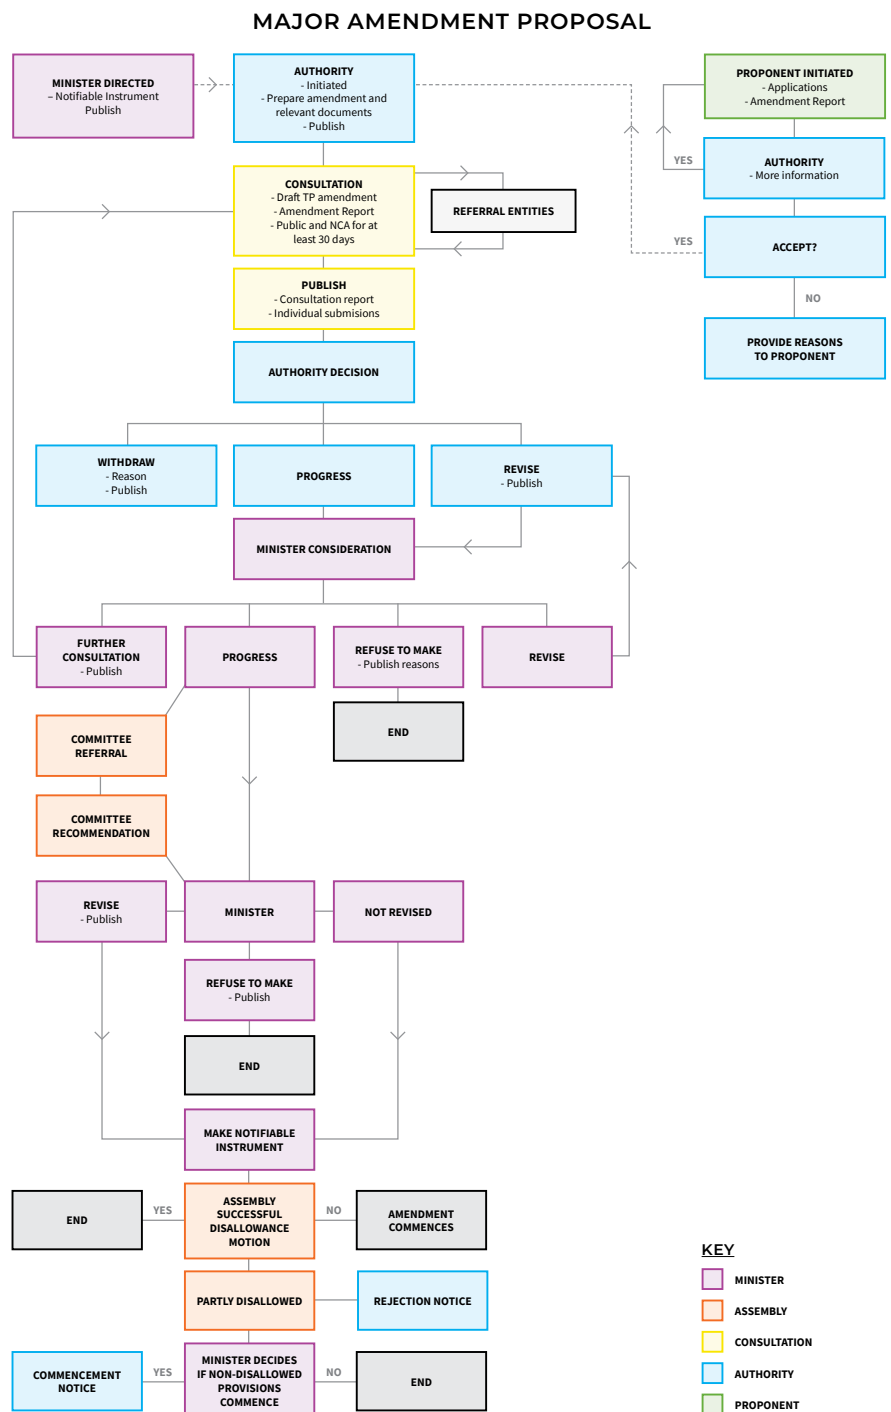 MAJOR AMENDMENT PROPOSAL
MINISTER DIRECTED
– Notifiable Instrument
Publish
AUTHORITY
- Initiated
- Prepare amendment and
relevant documents
- Publish
PROPONENT INITIATED
- Applications
- Amendment Report
YES
AUTHORITY
- More information
CONSULTATION
- Draft TP amendment
- Amendment Report
- Public and NCA for at
least 30 days
REFERRAL ENTITIES
YES
ACCEPT?
NO
PUBLISH
- Consultation report
- Individual submisions
PROVIDE REASONS
TO PROPONENT
AUTHORITY DECISION
WITHDRAW
- Reason
- Publish
PROGRESS
REVISE
- Publish
MINISTER CONSIDERATION
FURTHER
CONSULTATION
- Publish
PROGRESS
REFUSE TO MAKE
- Publish reasons
REVISE
END
COMMITTEE
REFERRAL
COMMITTEE
RECOMMENDATION
REVISE
- Publish
MINISTER
NOT REVISED
REFUSE TO MAKE
- Publish
END
MAKE NOTIFIABLE
INSTRUMENT
END
YES
ASSEMBLY
SUCCESSFUL
DISALLOWANCE
MOTION
NO
AMENDMENT
COMMENCES
PARTLY DISALLOWED
REJECTION NOTICE
COMMENCEMENT
NOTICE
YES
MINISTER DECIDES
IF NON-DISALLOWED
PROVISIONS
COMMENCE
NO
END
KEY
MINISTER
ASSEMBLY
CONSULTATION
AUTHORITY
PROPONENT